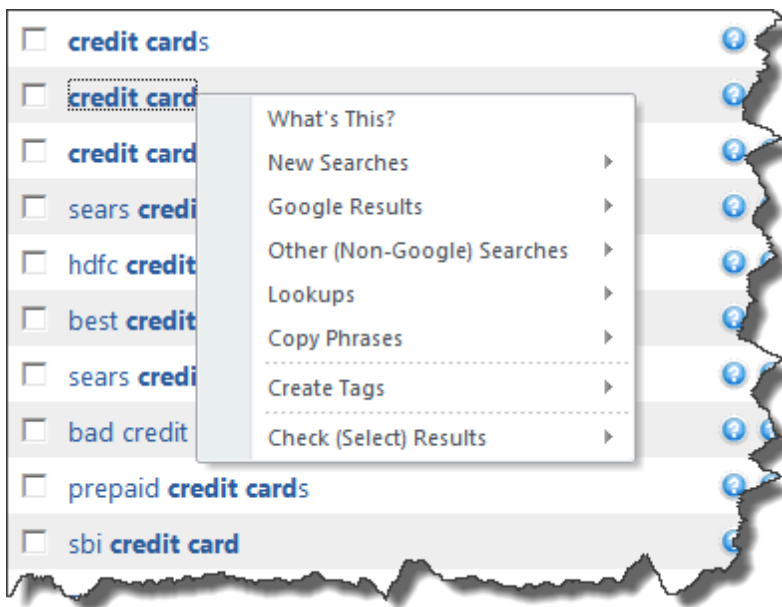 credit cards
credit card
What's This?
credit card
New Searches
sears credi
Google Results
hdfc credit
Other (Non-Google) Searches
best credit
Lookups
Copy Phrases
sears credi
Create Tags
bad credit
Check (Select) Results
prepaid credit cards
sbi credit card